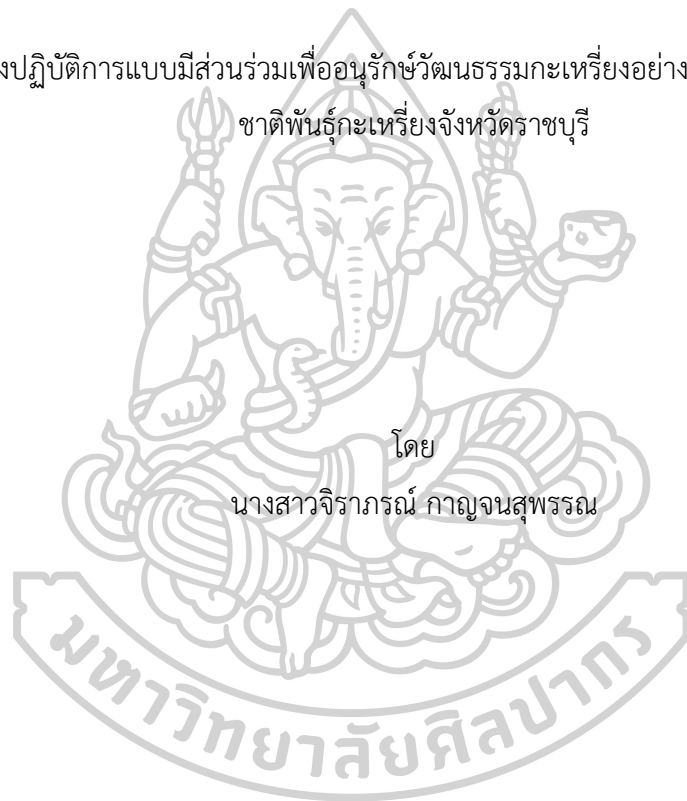 งปฏิบัติการแบบมีส่วนร่วมเพื่ออนุรักษ์วัฒนธรรมกะเหรี่ยงอย่าง
ชาติพันธุ์กะเหรี่ยงจังหวัดราชบุรี
โดย
นางสาวจิราภรณ์ กาญจนสุพรรณ
มหาวิทยาลัยศิลปากร